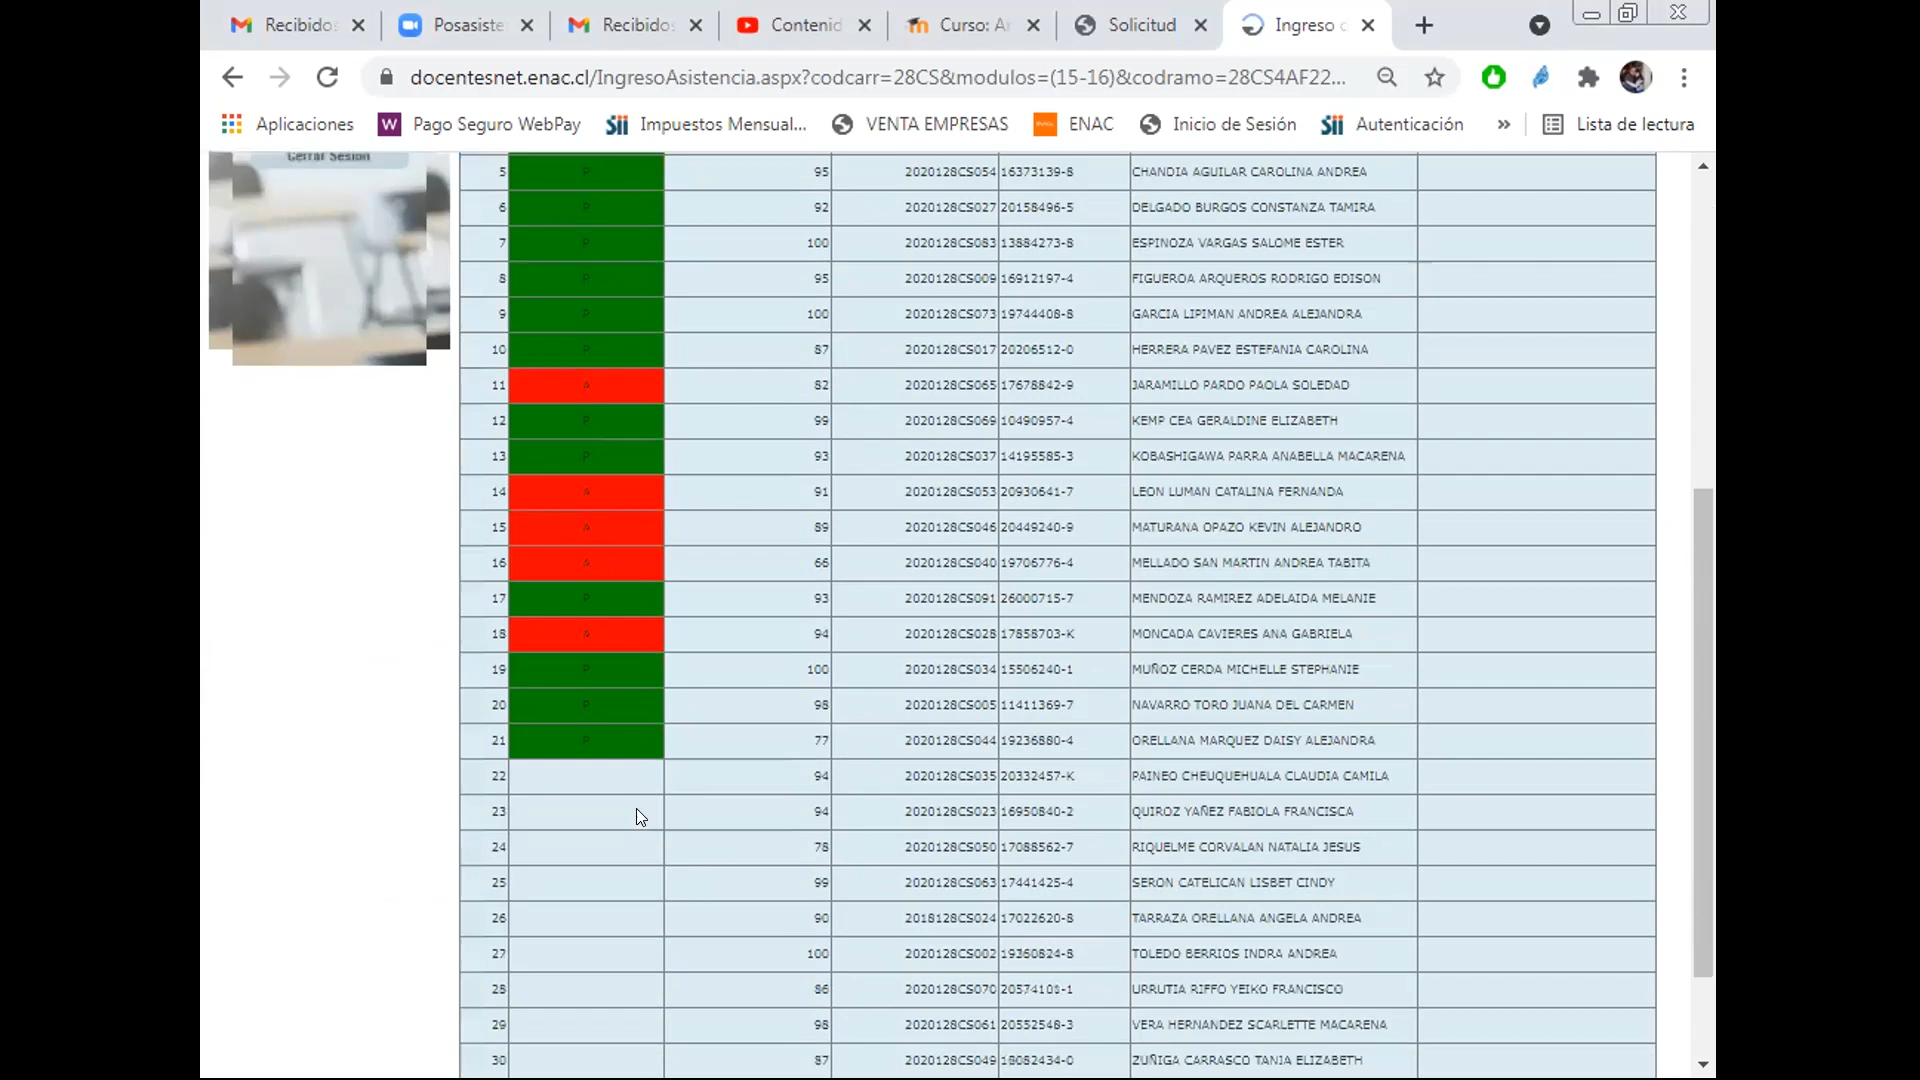 Recibidos
Posasiste
Recibidos
Contenid
Curso: Ar
Solicitud
Ingreso c
docentesnet.enac.cl/IngresoAsistencia.aspx?codcarr=28CS&modulos=(15-16)&codramo=28CS4AF22...
Aplicaciones Pago Seguro WebPay Impuestos Mensual... VENTA EMPRESAS ENAC Inicio de Sesión Autenticación » Lista de lectura
Cerrar Sesión
5 P 95 2020128CS054 16373139-8 CHANDIA AGUILAR CAROLINA ANDREA
6 P 92 2020128CS027 20158496-5 DELGADO BURGOS CONSTANZA TAMIRA
7 P 100 2020128CS083 13884273-8 ESPINOZA VARGAS SALOME ESTER
8 P 95 2020128CS009 16912197-4 FIGUEROA ARQUEROS RODRIGO EDISON
9 P 100 2020128CS073 19744408-8 GARCIA LIPIMAN ANDREA ALEJANDRA
10 P 87 2020128CS017 20206512-0 HERRERA PAVEZ ESTEFANIA CAROLINA
11 A 82 2020128CS065 17678842-9 JARAMILLO PARDO PAOLA SOLEDAD
12 P 99 2020128CS069 10490957-4 KEMP CEA GERALDINE ELIZABETH
13 P 93 2020128CS037 14195585-3 KOBASHIGAWA PARRA ANABELLA MACARENA
14 A 91 2020128CS053 20930641-7 LEON LUMAN CATALINA FERNANDA
15 A 89 2020128CS046 20449240-9 MATURANA OPAZO KEVIN ALEJANDRO
16 A 66 2020128CS040 19706776-4 MELLADO SAN MARTIN ANDREA TABITA
17 P 93 2020128CS091 26000715-7 MENDOZA RAMIREZ ADELAIDA MELANIE
18 A 94 2020128CS028 17858703-K MONCADA CAVIERES ANA GABRIELA
19 P 100 2020128CS034 15506240-1 MUÑOZ CERDA MICHELLE STEPHANIE
20 P 98 2020128CS005 11411369-7 NAVARRO TORO JUANA DEL CARMEN
21 P 77 2020128CS044 19236880-4 ORELLANA MARQUEZ DAISY ALEJANDRA
22 94 2020128CS035 20332457-K PAINEO CHEUQUEHUALA CLAUDIA CAMILA
23 94 2020128CS023 16950840-2 QUIROZ YAÑEZ FABIOLA FRANCISCA
24 78 2020128CS050 17088562-7 RIQUELME CORVALAN NATALIA JESUS
25 99 2020128CS063 17441425-4 SERON CATELICAN LISBET CINDY
26 90 2018128CS024 17022620-8 TARRAZA ORELLANA ANGELA ANDREA
27 100 2020128CS002 19360824-8 TOLEDO BERRIOS INDRA ANDREA
28 86 2020128CS070 20574108-1 URRUTIA RIFFO YEIKO FRANCISCO
29 98 2020128CS061 20552548-3 VERA HERNANDEZ SCARLETTE MACARENA
30 87 2020128CS049 18082434-0 ZUÑIGA CARRASCO TANIA ELIZABETH